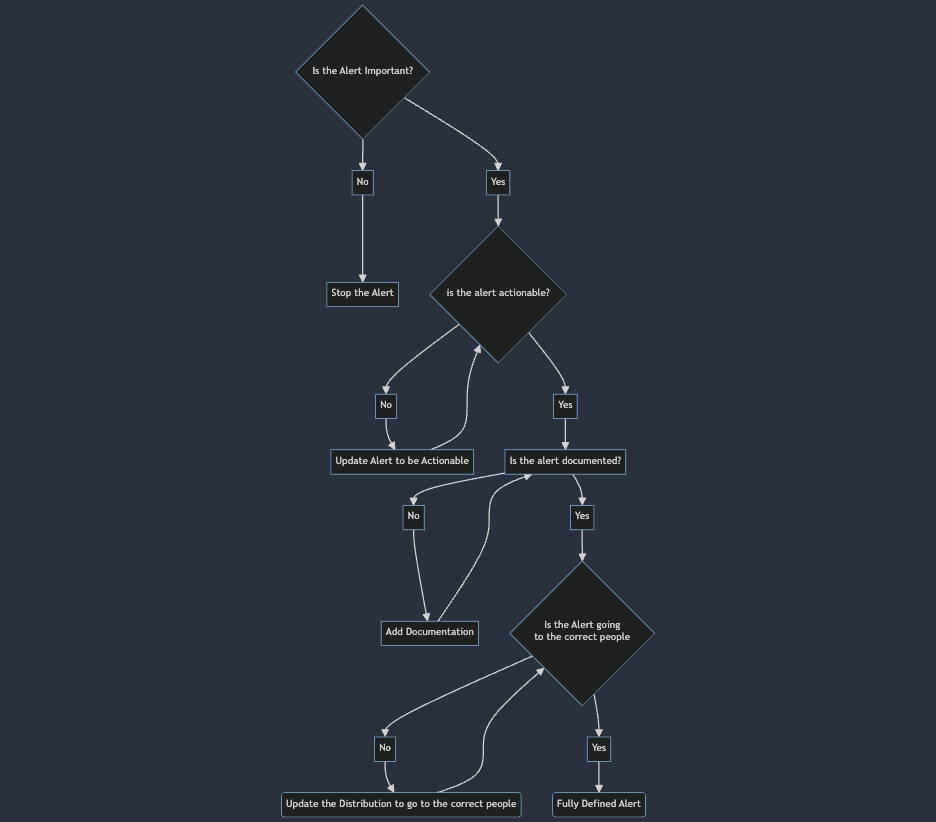 Is the Alert Important?
No
Yes
Stop the Alert
is the alert actionable?
No
Yes
Update Alert to be Actionable
Is the alert documented?
No
Yes
Is the Alert going
to the correct people
Add Documentation
No
Yes
Update the Distribution to go to the correct people
Fully Defined Alert